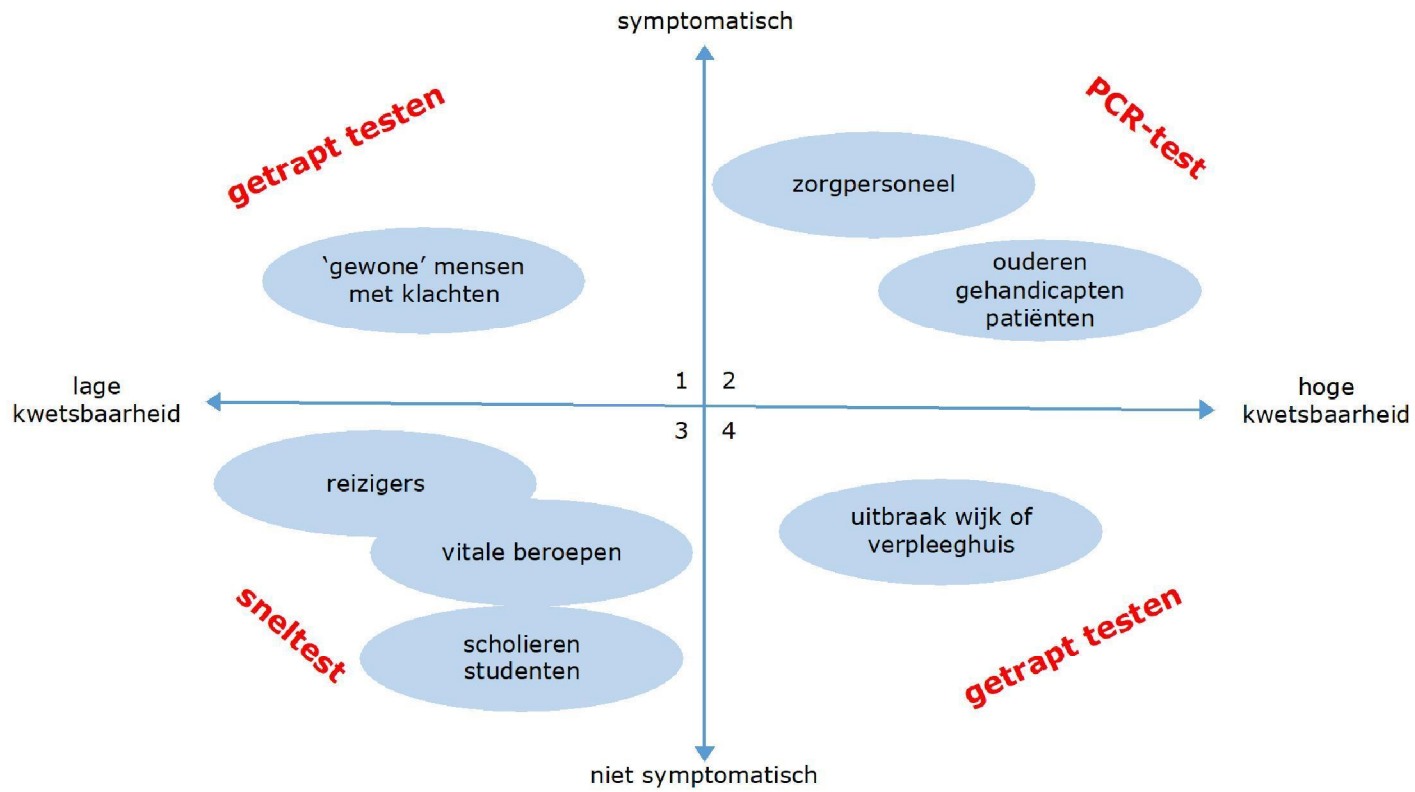 symptomatisch
getrapt testen
PCR-test
zorgpersoneel
‘gewone’ mensen
met klachten
ouderen
gehandicapten
patiënten
lage
kwetsbaarheid
1 2
hoge
kwetsbaarheid
3 4
reizigers
vitale beroepen
uitbraak wijk of
verpleeghuis
sneltest
scholieren
studenten
getrapt testen
niet symptomatisch